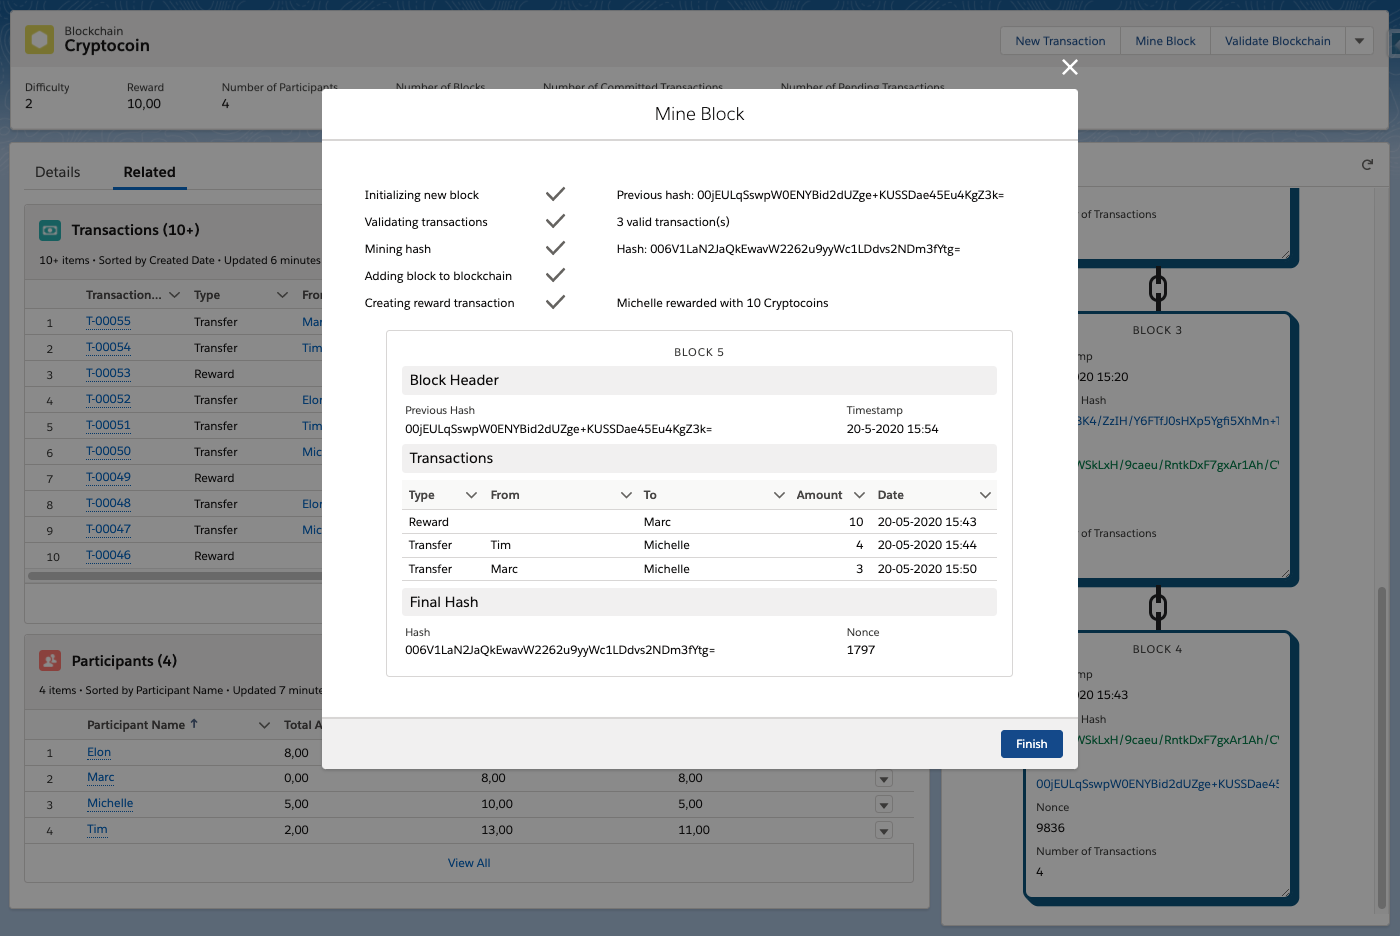 Blockchain
Cryptocoin
New Transaction Mine Block Validate Blockchain
Difficulty Reward Number of Participants Number of Blocks Number of Committed Transactions Number of Pending Transactions
2 10,00 4
Mine Block
Details Related
Transactions (10+)
10+ items • Sorted by Created Date • Updated 6 minutes
Transaction... Type
1 T-00055 Transfer
2 T-00054 Transfer Tim
3 T-00053 Reward
4 T-00052 Transfer
5 T-00051 Transfer Tim
6 T-00050 Transfer
7 T-00049 Reward
8 T-00048 Transfer
9 T-00047 Transfer
10 T-00046 Reward
Participants (4)
4 items • Sorted by Participant Name • Updated 7 minute
Participant Name Total A
1 Elon 8,00
2 Marc 0,00 8,00 8,00
3 Michelle 5,00 10,00 5,00
4 Tim 2,00 13,00 11,00
View All
Initializing new block Previous hash: 00jEULqSswpW0ENYBid2dUZge+KUSSDae45Eu4KgZ3k=
Validating transactions 3 valid transaction(s)
Mining hash Hash: 006V1LaN2JaQkEwavW2262u9yyWc1LDdvs2NDm3fYtg=
Adding block to blockchain
Creating reward transaction Michelle rewarded with 10 Cryptocoins
BLOCK 5
Block Header
Previous Hash Timestamp
00jEULqSswpW0ENYBid2dUZge+KUSSDae45Eu4KgZ3k= 20-5-2020 15:54
Transactions
Type From To Amount Date
Reward Marc 10 20-05-2020 15:43
Transfer Tim Michelle 4 20-05-2020 15:44
Transfer Marc Michelle 3 20-05-2020 15:50
Final Hash
Hash Nonce
006V1LaN2JaQkEwavW2262u9yyWc1LDdvs2NDm3fYtg= 1797
Finish
of Transactions
BLOCK 3
mp
20 15:20
Hash
3K4/ZzIH/Y6FTfJ0sHXp5Ygfi5XhMn+
WSkLxH/9caeu/RntkDxF7gxAr1Ah/C
of Transactions
BLOCK 4
mp
20 15:43
Hash
WSkLxH/9caeu/RntkDxF7gxAr1Ah/C
00jEULqSswpW0ENYBid2dUZge+KUSSDae45
Nonce
9836
Number of Transactions
4